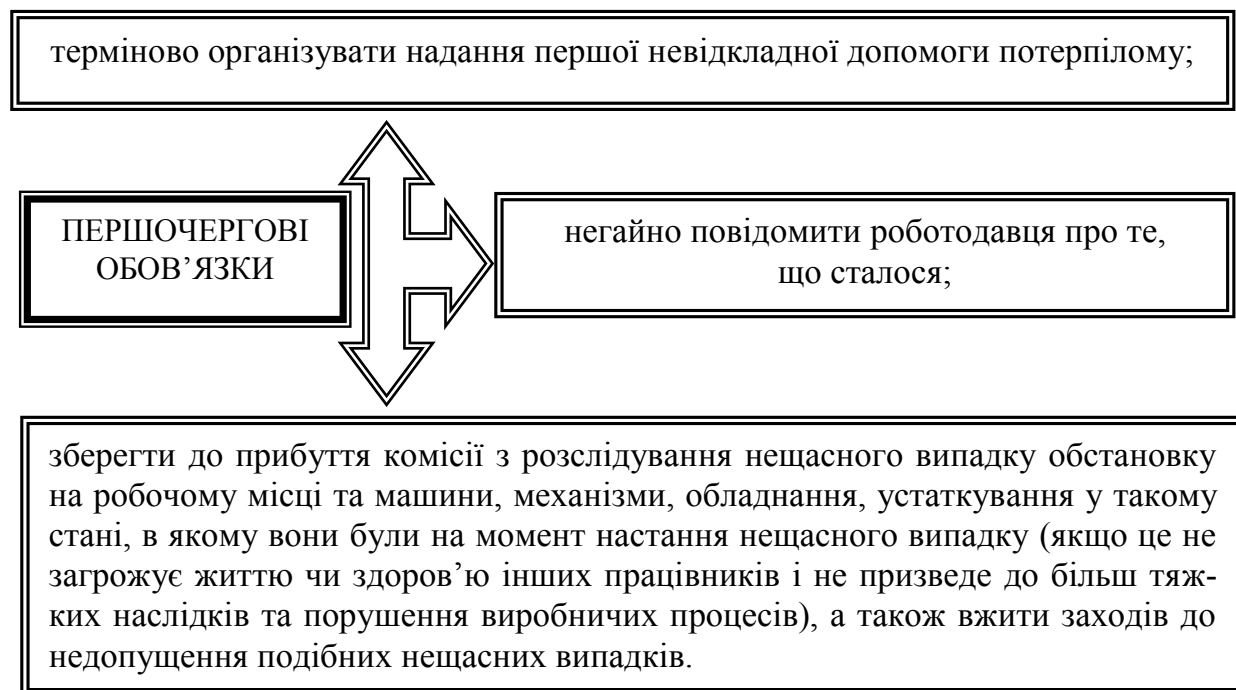 терміново організувати надання першої невідкладної допомоги потерпілому;
ПЕРШОЧЕРГОВІ
ОБОВ’ЯЗКИ
негайно повідомити роботодавця про те,
що сталося;
зберегти до прибуття комісії з розслідування нещасного випадку обстановку
на робочому місці та машини, механізми, обладнання, устаткування у такому
стані, в якому вони були на момент настання нещасного випадку (якщо це не
загрожує життю чи здоров’ю інших працівників і не призведе до більш тяж-
ких наслідків та порушення виробничих процесів), а також вжити заходів до
недопущення подібних нещасних випадків.